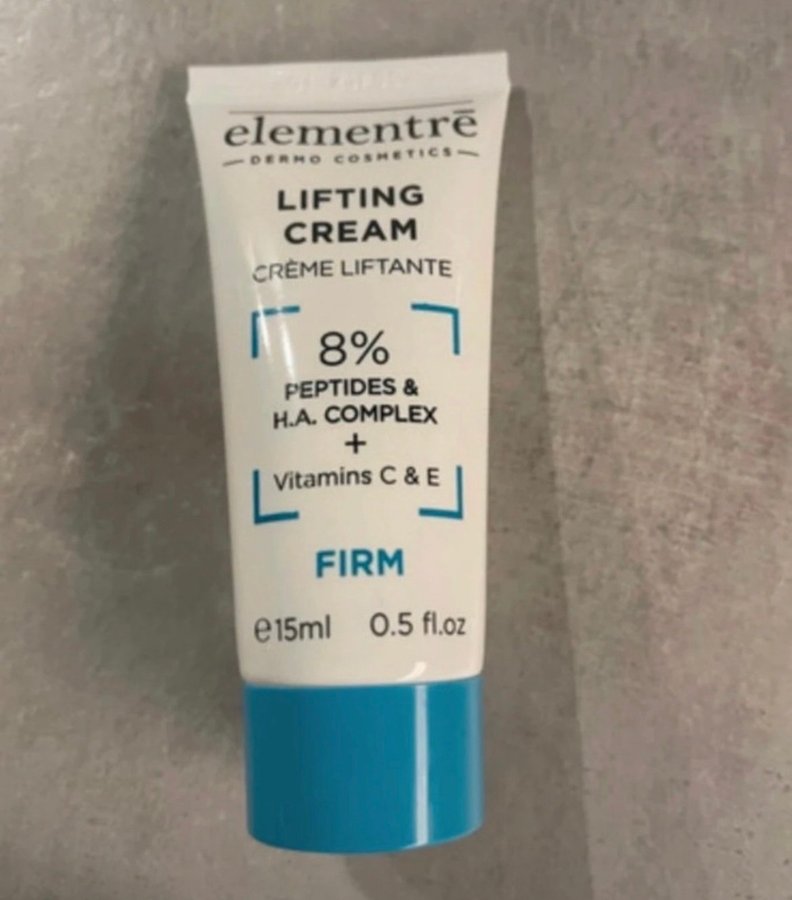 elementrē
DERMO COSMETICS
LIFTING
CREAM
CRÈME LIFTANTE
8%
PEPTIDES &
H.A. COMPLEX
+
Vitamins C & E
FIRM
℮15ml 0.5 fl.oz